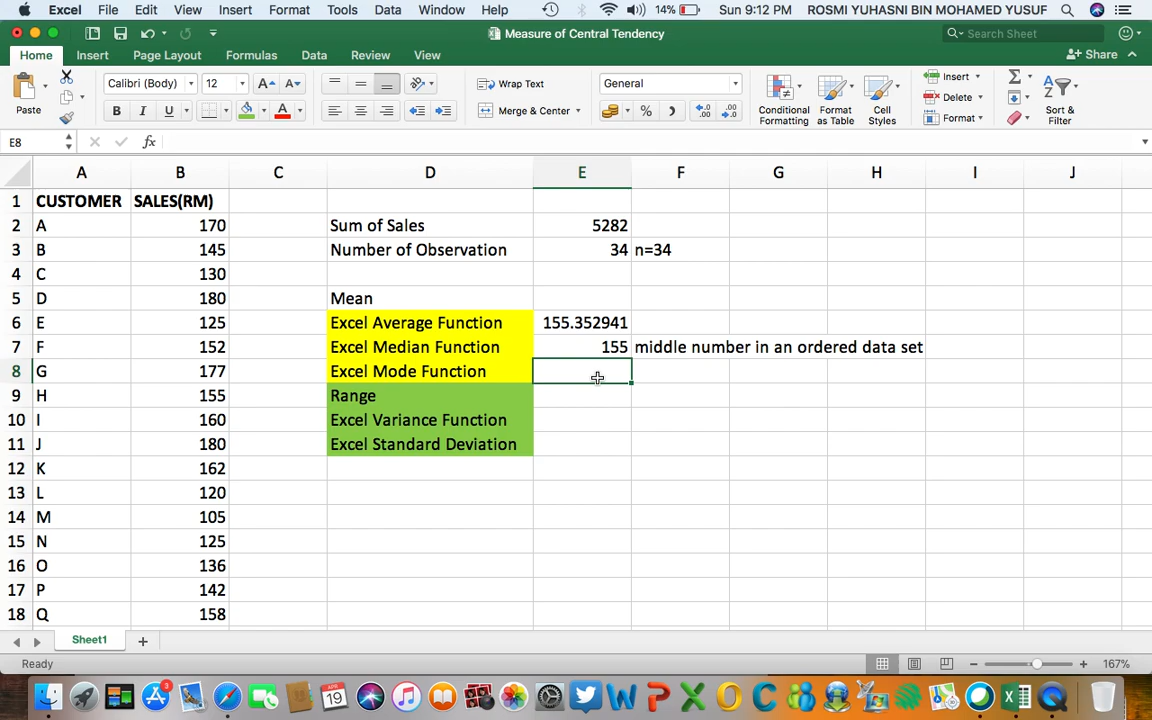 Excel File Edit View Insert Format Tools Data Window Help 14% Sun 9:12 PM ROSMI YUHASNI BIN MOHAMED YUSUF
Measure of Central Tendency
Search Sheet
Home Insert Page Layout Formulas Data Review View
Share
Paste
Calibri (Body) 12
B I U
Wrap Text
Merge & Center
General
Conditional Formatting
Format as Table
Cell Styles
Insert
Delete
Format
Sort & Filter
E8 fx
A B C D E F G H I J
1 CUSTOMER SALES(RM)
2 A 170 Sum of Sales 5282
3 B 145 Number of Observation 34 n=34
4 C 130
5 D 180 Mean
6 E 125 Excel Average Function 155.352941
7 F 152 Excel Median Function 155 middle number in an ordered data set
8 G 177 Excel Mode Function
9 H 155 Range
10 I 160 Excel Variance Function
11 J 180 Excel Standard Deviation
12 K 162
13 L 120
14 M 105
15 N 125
16 O 136
17 P 142
18 Q 158
Sheet1
Ready 167%